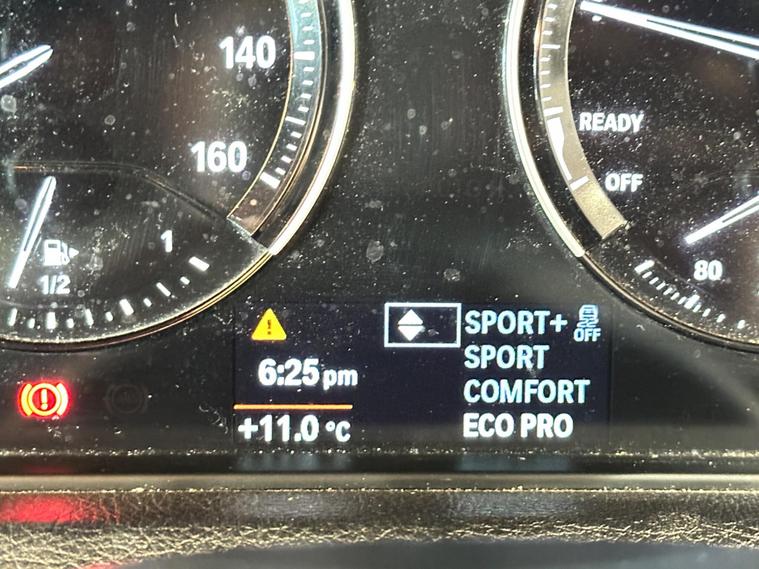 140
160
1
1/2
READY
OFF
80
SPORT+ OFF
SPORT
COMFORT
ECO PRO
6:25 pm
+11.0 °C